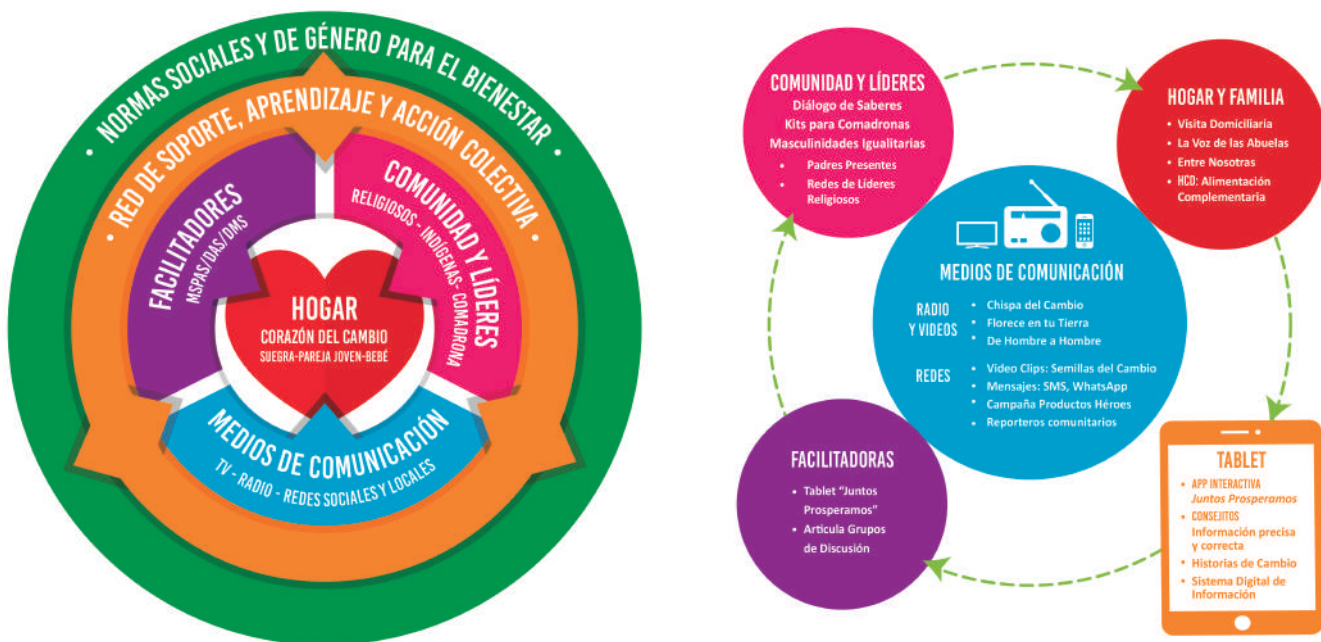 • NORMAS SOCIALES Y DE GÉNERO PARA EL BIENESTAR •
• RED DE SOPORTE, APRENDIZAJE Y ACCIÓN COLECTIVA •
FACILITADORES
MSPAS/DAS/DMS
COMUNIDAD Y LÍDERES
RELIGIOSOS - INDÍGENAS- COMADRONA
HOGAR
CORAZÓN DEL CAMBIO
SUEGRA-PAREJA JOVEN-BEBÉ
MEDIOS DE COMUNICACIÓN
TV - RADIO - REDES SOCIALES Y LOCALES
COMUNIDAD Y LÍDERES
Diálogo de Saberes
Kits para Comadronas
Masculinidades Igualitarias
• Padres Presentes
• Redes de Líderes
Religiosos
HOGAR Y FAMILIA
• Visita Domiciliaria
• La Voz de las Abuelas
• Entre Nosotras
• HCD: Alimentación
Complementaria
MEDIOS DE COMUNICACIÓN
RADIO
Y VIDEOS
• Chispa del Cambio
• Florece en tu Tierra
• De Hombre a Hombre
REDES
• Vídeo Clips: Semillas del Cambio
• Mensajes: SMS, WhatsApp
• Campaña Productos Héroes
• Reporteros comunitarios
FACILITADORAS
• Tablet “Juntos
Prosperamos”
• Articula Grupos
de Discusión
TABLET
• APP INTERACTIVA
Juntos Prosperamos
• CONSEJITOS
Información precisa
y correcta
• Historias de Cambio
• Sistema Digital de
Información